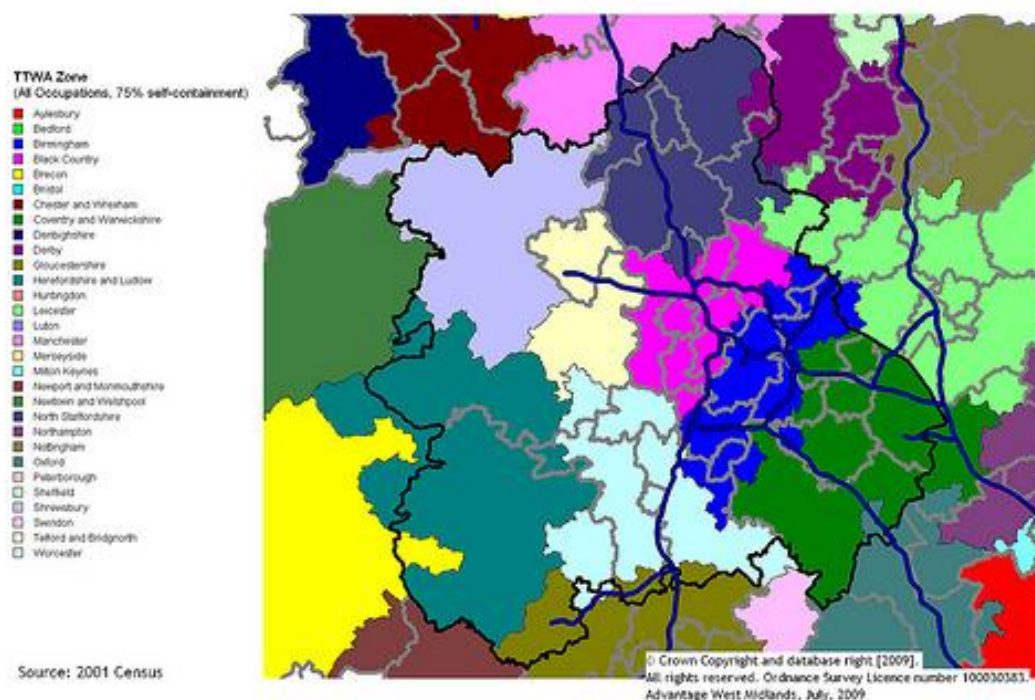 TTWA Zone
(All Occupations, 75% self-containment)
Aylesbury
Bedford
Birmingham
Black Country
Brecon
Bristol
Chester and Wrexham
Coventry and Warwickshire
Denbighshire
Derby
Gloucestershire
Herefordshire and Ludlow
Huntingdon
Leicester
Luton
Manchester
Merseyside
Milton Keynes
Newport and Monmouthshire
Newtown and Welshpool
North Staffordshire
Northampton
Nottingham
Oxford
Peterborough
Sheffield
Shrewsbury
Swindon
Telford and Bridgnorth
Worcester
Source: 2001 Census
© Crown Copyright and database right [2009].
All rights reserved. Ordnance Survey Licence number 100030383.
Advantage West Midlands, July, 2009